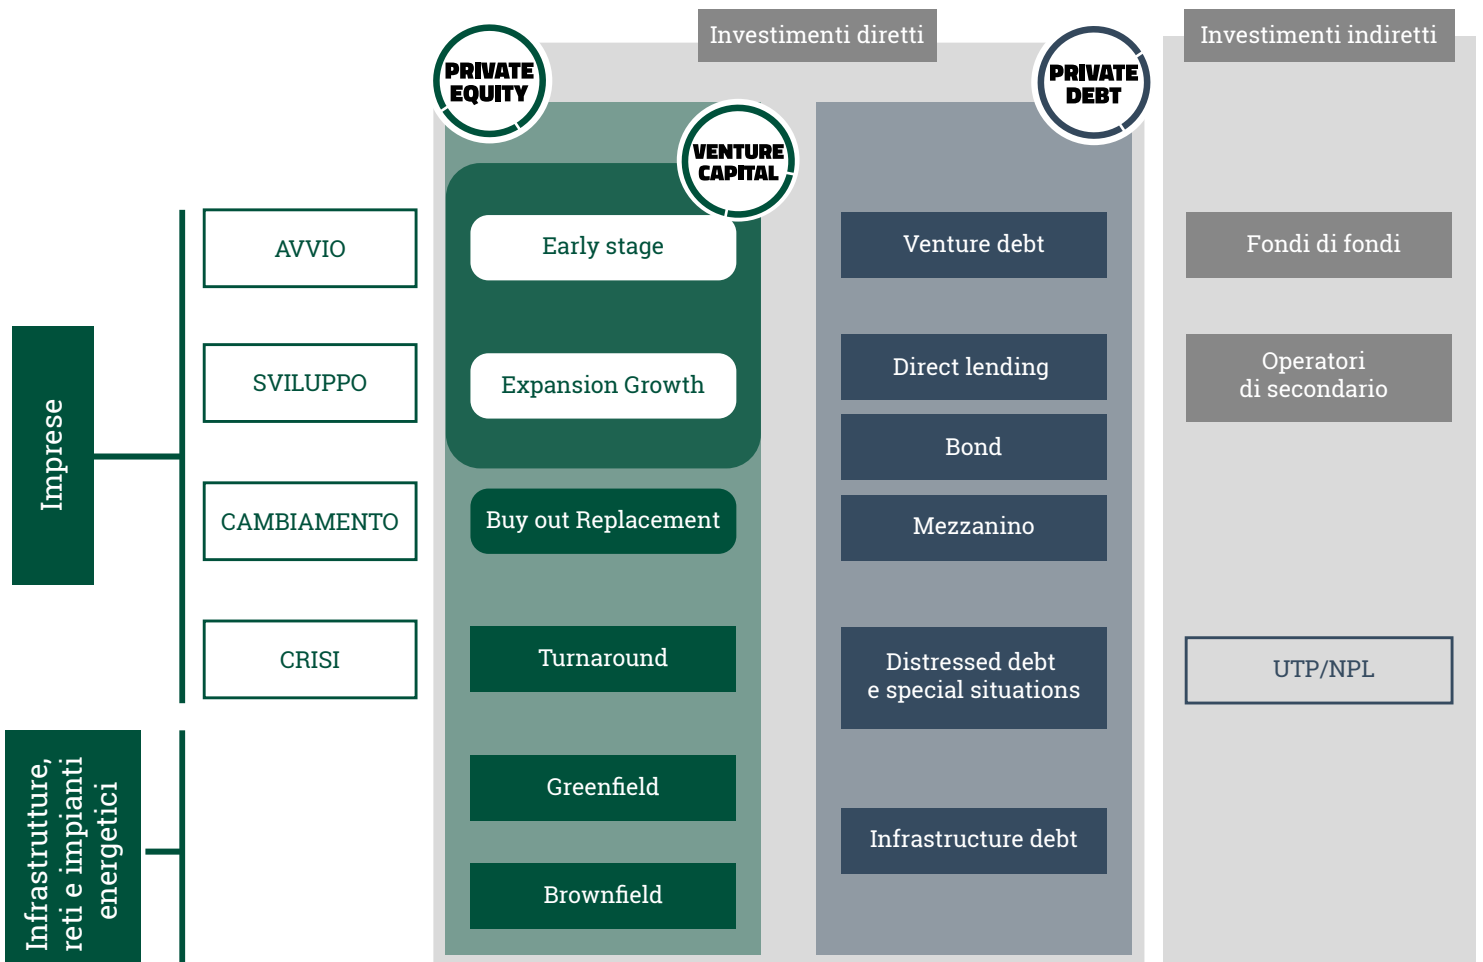 Investimenti diretti
Investimenti indiretti
PRIVATE
EQUITY
PRIVATE
DEBT
VENTURE
CAPITAL
Imprese
AVVIO
Early stage
Venture debt
Fondi di fondi
SVILUPPO
Expansion Growth
Direct lending
Operatori
di secondario
Bond
CAMBIAMENTO
Buy out Replacement
Mezzanino
CRISI
Turnaround
Distressed debt
e special situations
UTP/NPL
Infrastrutture,
reti e impianti
energetici
Greenfield
Infrastructure debt
Brownfield